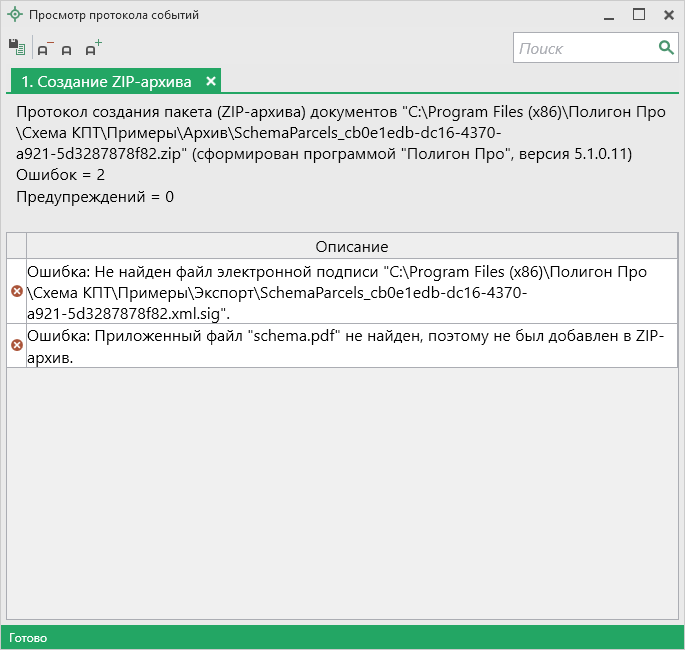 Просмотр протокола событий
Поиск
1. Создание ZIP-архива
Протокол создания пакета (ZIP-архива) документов "C:\Program Files (x86)\Полигон Про
\Схема КПТ\Примеры\Архив\SchemaParcels_cb0e1edb-dc16-4370-
a921-5d3287878f82.zip" (сформирован программой "Полигон Про", версия 5.1.0.11)
Ошибок = 2
Предупреждений = 0
Описание
Ошибка: Не найден файл электронной подписи "C:\Program Files (x86)\Полигон Про
\Схема КПТ\Примеры\Экспорт\SchemaParcels_cb0e1edb-dc16-4370-
a921-5d3287878f82.xml.sig".
Ошибка: Приложенный файл "schema.pdf" не найден, поэтому не был добавлен в ZIP-
архив.
Готово